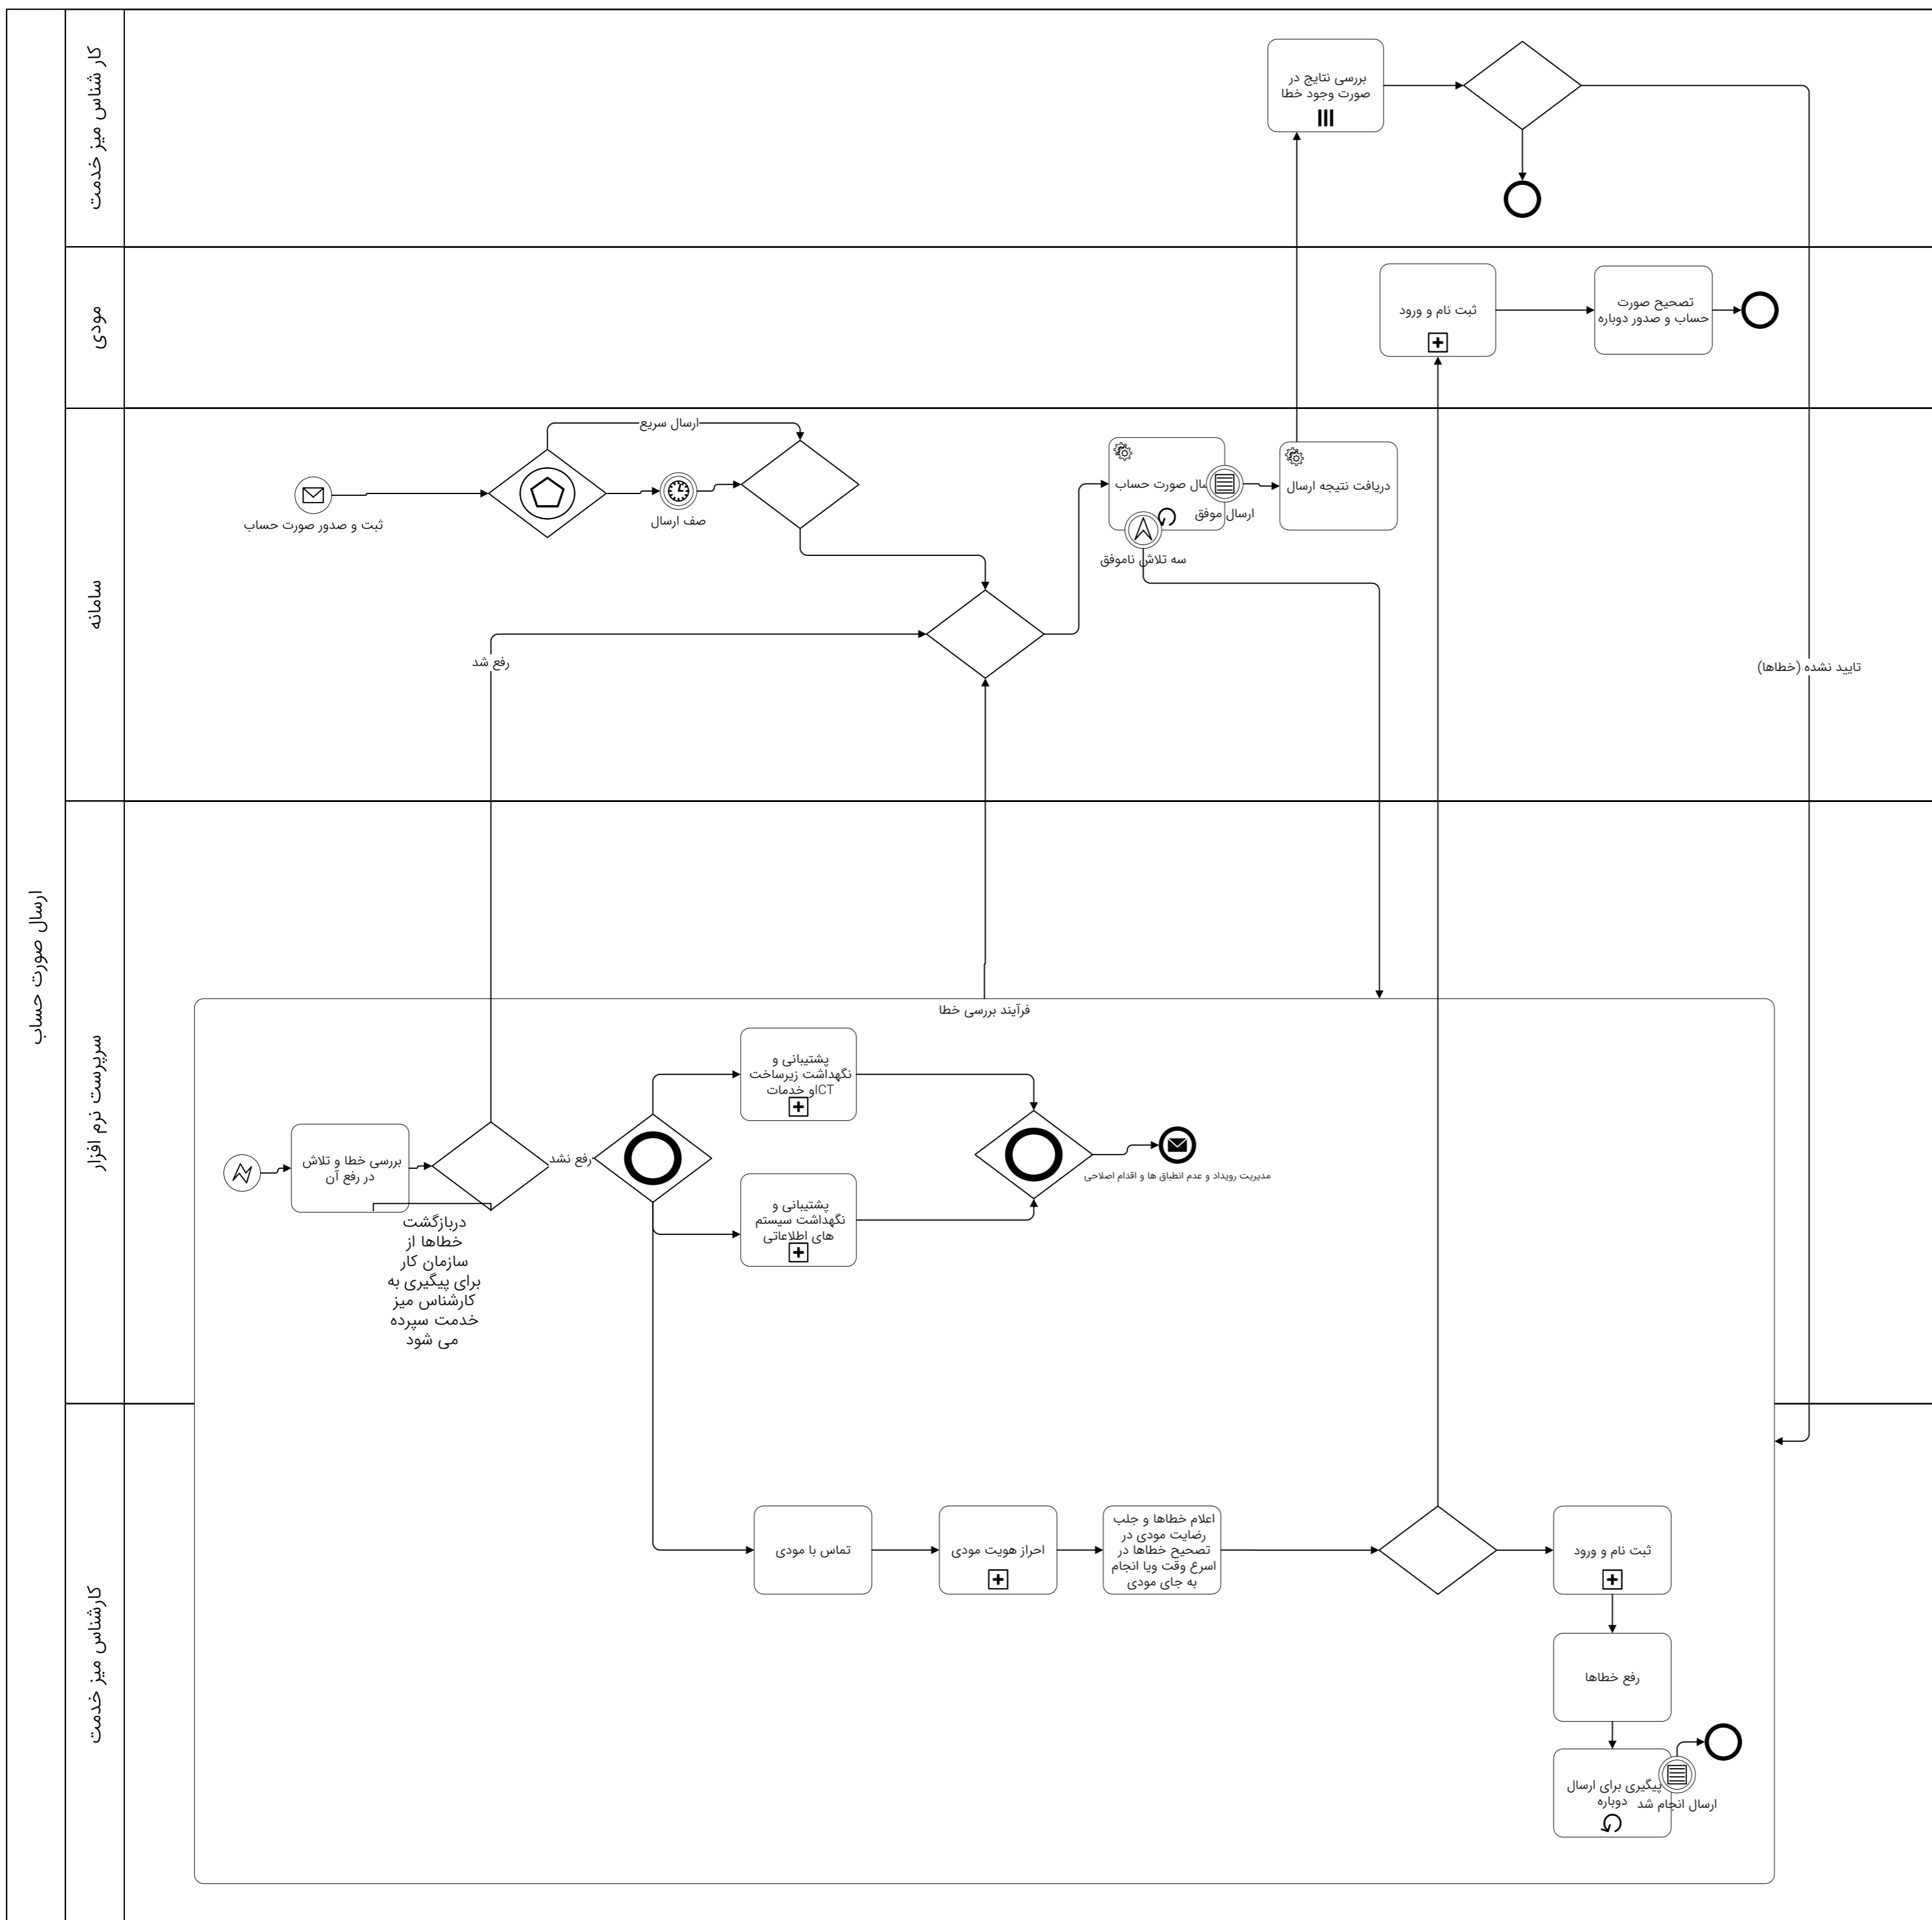 ارسال صورت حساب
کار شناس میز خدمت
بررسی نتایج در
صورت وجود خطا
مودی
ثبت نام و ورود
تصحیح صورت
حساب و صدور دوباره
سامانه
ثبت و صدور صورت حساب
ارسال سریع
صف ارسال
سال صورت حساب
ارسال موفق
سه تلاش ناموفق
دریافت نتیجه ارسال
رفع شد
تایید نشده (خطاها)
سرپرست نرم افزار
فرآیند بررسی خطا
بررسی خطا و تلاش
در رفع آن
رفع نشد
دربازگشت
خطاها از
سازمان کار
برای پیگیری به
کارشناس میز
خدمت سپرده
می شود
پشتیبانی و
نگهداشت زیرساخت
و خدماتICT
پشتیبانی و
نگهداشت سیستم
های اطلاعاتی
مدیریت رویداد و عدم انطباق ها و اقدام اصلاحی
کارشناس میز خدمت
تماس با مودی
احراز هویت مودی
اعلام خطاها و جلب
رضایت مودی در
تصحیح خطاها در
اسرع وقت ویا انجام
به جای مودی
ثبت نام و ورود
رفع خطاها
پیگیری برای ارسال
دوباره
ارسال انجام شد